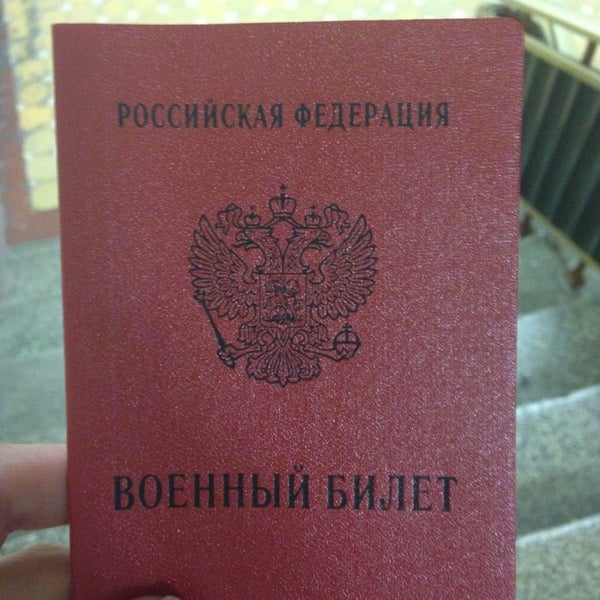 РОССИЙСКАЯ ФЕДЕРАЦИЯ
ВОЕННЫЙ БИЛЕТ